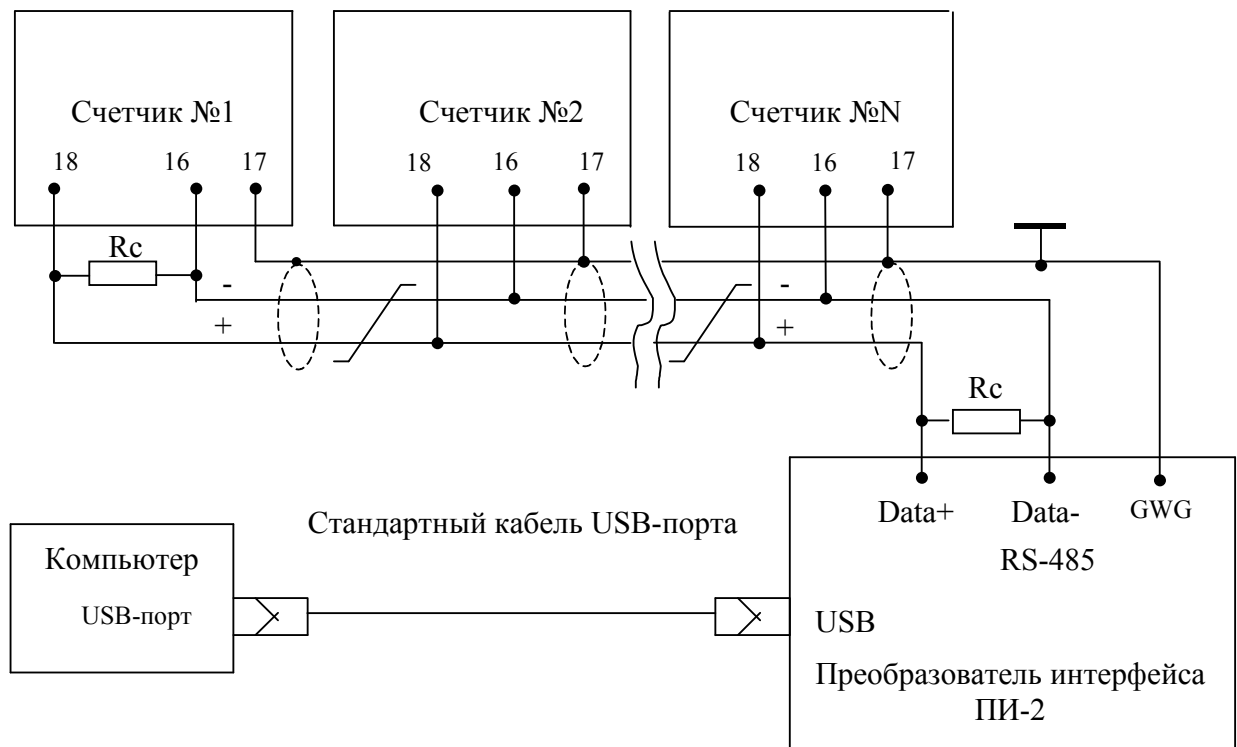 Счетчик №1
Счетчик №2
Счетчик №N
18 16 17
18 16 17
18 16 17
Rc
-
+
-
+
Rc
Data+ Data- GWG
RS-485
Стандартный кабель USB-порта
Компьютер
USB-порт
USB
Преобразователь интерфейса
ПИ-2